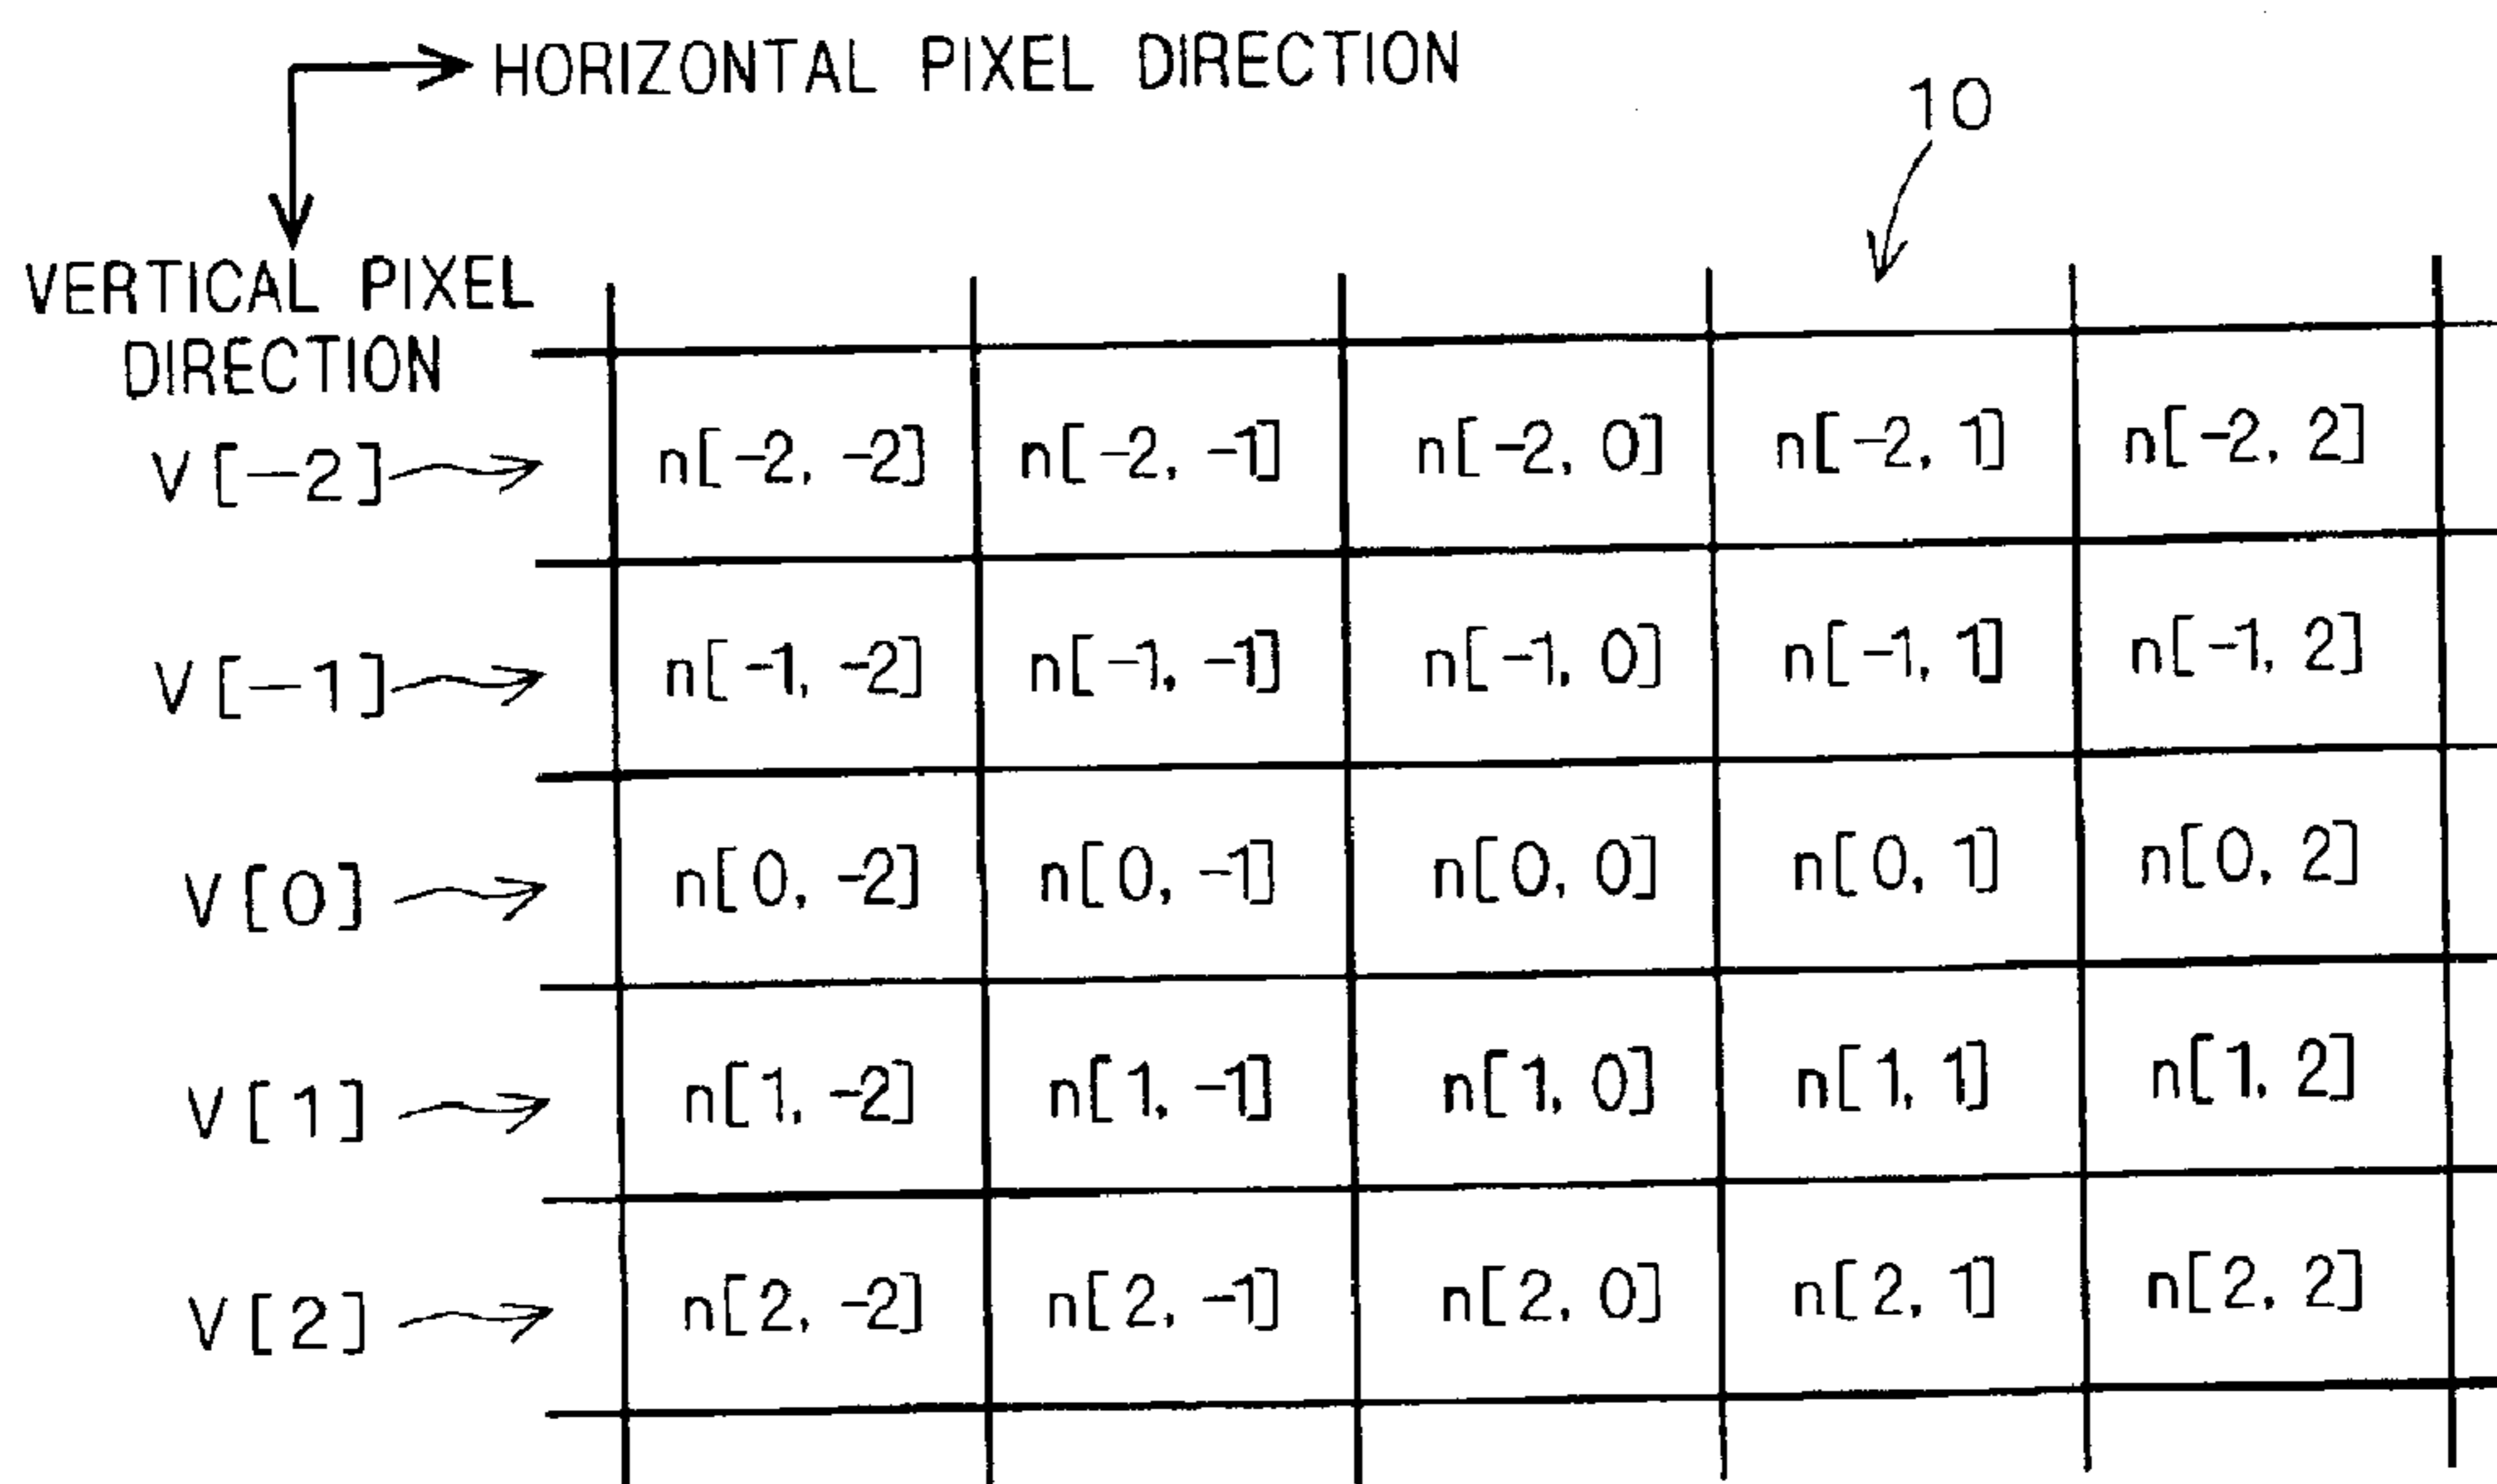 HORIZONTAL PIXEL DIRECTION
10
VERTICAL PIXEL
DIRECTION
V[-2] n[-2, -2] n[-2, -1] n[-2, 0] n[-2, 1] n[-2, 2]
V[-1] n[-1, -2] n[-1, -1] n[-1, 0] n[-1, 1] n[-1, 2]
V[0] n[0, -2] n[0, -1] n[0, 0] n[0, 1] n[0, 2]
V[1] n[1, -2] n[1, -1] n[1, 0] n[1, 1] n[1, 2]
V[2] n[2, -2] n[2, -1] n[2, 0] n[2, 1] n[2, 2]